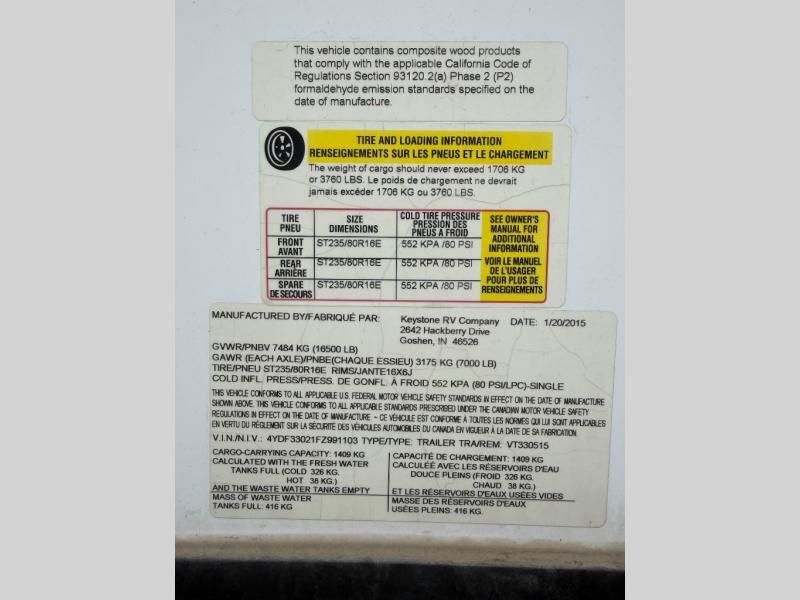 This vehicle contains composite wood products
that comply with the applicable California Code of
Regulations Section 93120.2(a) Phase 2 (P2)
formaldehyde emission standards specified on the
date of manufacture.
TIRE AND LOADING INFORMATION
RENSEIGNEMENTS SUR LES PNEUS ET LE CHARGEMENT
The weight of cargo should never exceed 1706 KG
or 3760 LBS. Le poids de chargement ne devrait
jamais excéder 1706 KG ou 3760 LBS.
TIRE
PNEU
SIZE
DIMENSIONS
COLD TIRE PRESSURE
PRESSION DES
PNEUS A FROID
SEE OWNER'S
MANUAL FOR
ADDITIONAL
INFORMATION
VOIR LE MANUEL
DE L'USAGER
POUR PLUS DE
RENSEIGNEMENTS
FRONT
AVANT
ST235/80R16E
552 KPA /80 PSI
REAR
ARRIÈRE
ST235/80R16E
552 KPA /80 PSI
SPARE
DE SECOURS
ST235/80R16E
552 KPA /80 PSI
MANUFACTURED BY/FABRIQUÉ PAR: Keystone RV Company DATE: 1/20/2015
2642 Hackberry Drive
Goshen, IN 46526
GVWR/PNBV 7484 KG (16500 LB)
GAWR (EACH AXLE)/PNBE(CHAQUE ESSIEU) 3175 KG (7000 LB)
TIRE/PNEU ST235/80R16E RIMS/JANTE16X6J
COLD INFL. PRESS/PRESS. DE GONFL. À FROID 552 KPA (80 PSI/LPC)-SINGLE
THIS VEHICLE CONFORMS TO ALL APPLICABLE U.S. FEDERAL MOTOR VEHICLE SAFETY STANDARDS IN EFFECT ON THE DATE OF MANUFACTURE
SHOWN ABOVE. THIS VEHICLE CONFORMS TO ALL APPLICABLE STANDARDS PRESCRIBED UNDER THE CANADIAN MOTOR VEHICLE SAFETY
REGULATIONS IN EFFECT ON THE DATE OF MANUFACTURE ~ CE VÉHICULE EST CONFORME À TOUTES LES NORMES QUI LUI SONT APPLICABLES
EN VERTU DU RÈGLEMENT SUR LA SÉCURITÉ DES VÉHICULES AUTOMOBILES DU CANADA EN VIGUEUR À LA DATE DE SA FABRICATION.
V.I.N./N.I.V.: 4YDF33021FZ991103 TYPE/TYPE: TRAILER TRA/REM: VT330515
CARGO-CARRYING CAPACITY: 1409 KG
CALCULATED WITH THE FRESH WATER
TANKS FULL (COLD 326 KG.
HOT 38 KG.)
AND THE WASTE WATER TANKS EMPTY
MASS OF WASTE WATER
TANKS FULL: 416 KG
CAPACITÉ DE CHARGEMENT: 1409 KG
CALCULÉE AVEC LES RÉSERVOIRS D'EAU
DOUCE PLEINS (FROID 326 KG.
CHAUD 38 KG.)
ET LES RÉSERVOIRS D'EAUX USÉES VIDES
MASSE DES RÉSERVOIRS D'EAUX
USÉES PLEINS: 416 KG.